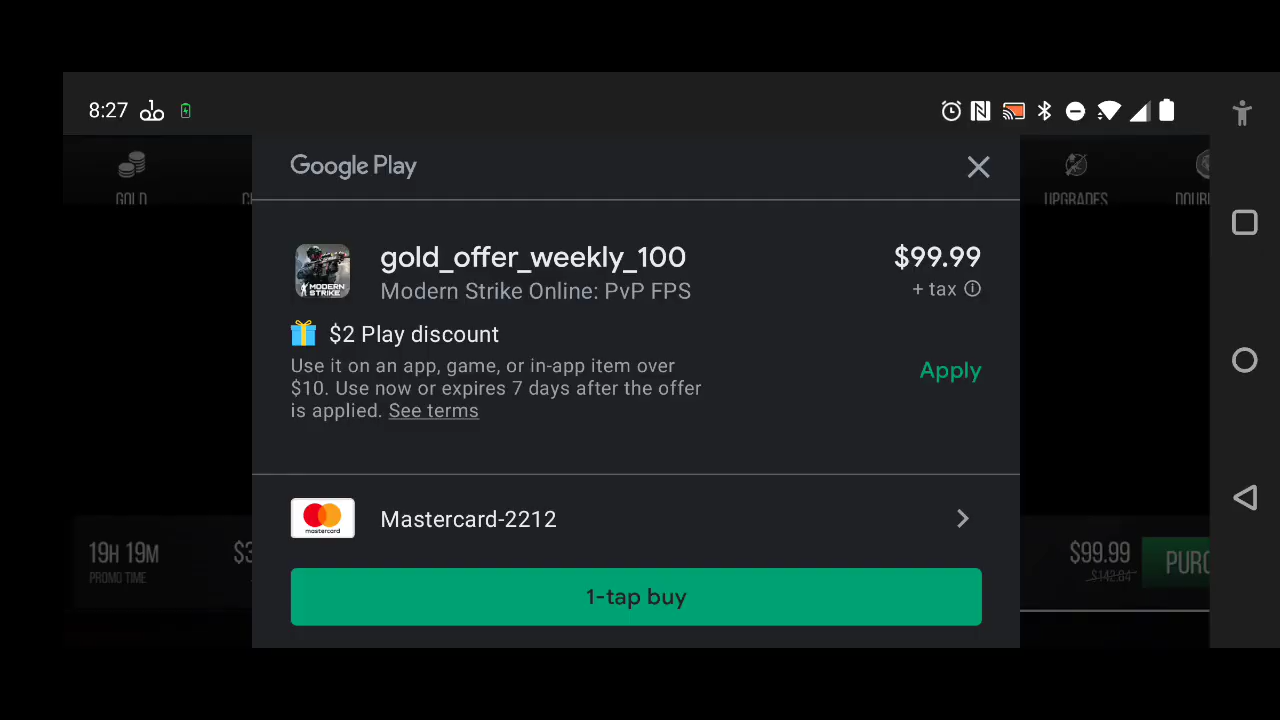 8:27
GOLD
UPGRADES
Google Play
gold_offer_weekly_100
$99.99
Modern Strike Online: PvP FPS
+ tax
MODERN
STRIKE
$2 Play discount
Use it on an app, game, or in-app item over
$10. Use now or expires 7 days after the offer
is applied. See terms
Apply
mastercard
Mastercard-2212
1-tap buy
19H 19M
PROMO TIME
$99.99
$142.84